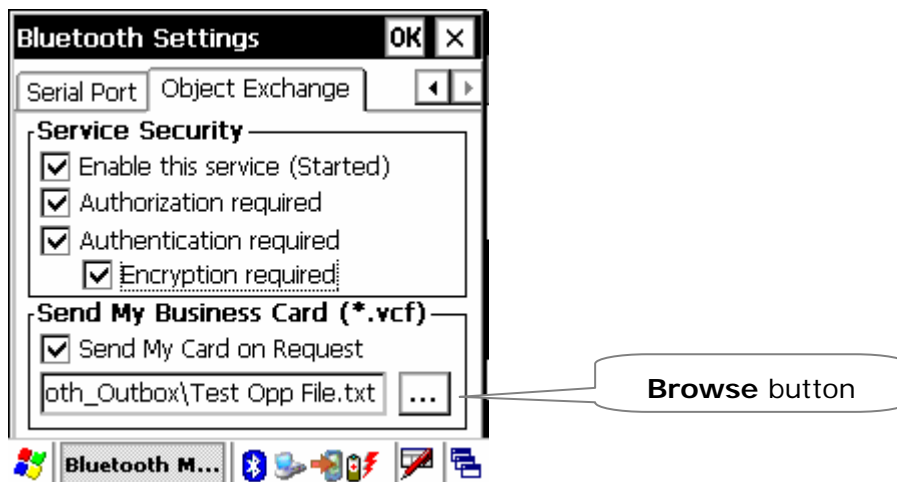 Bluetooth Settings OK
Serial Port Object Exchange
Service Security
Enable this service (Started)
Authorization required
Authentication required
Encryption required
Send My Business Card (*.vcf)
Send My Card on Request
oth_Outbox\Test Opp File.txt ...
Browse button
Bluetooth M...